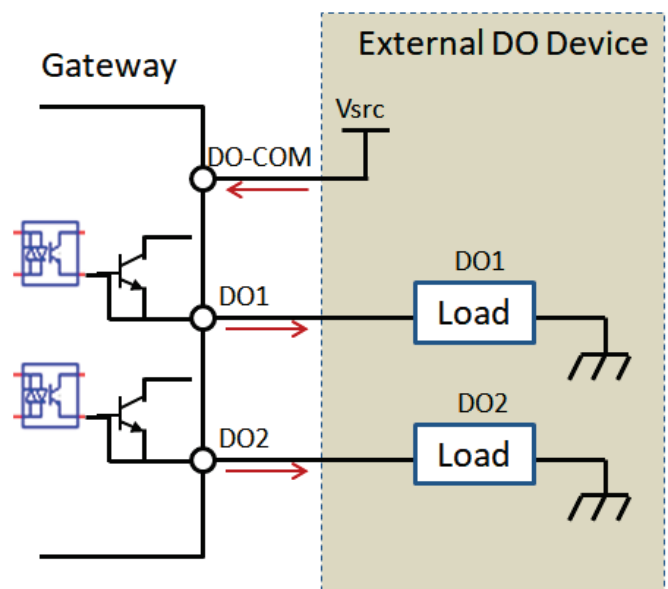 External DO Device
Gateway
Vsrc
DO-COM
DO1
DO1
Load
DO2
DO2
Load